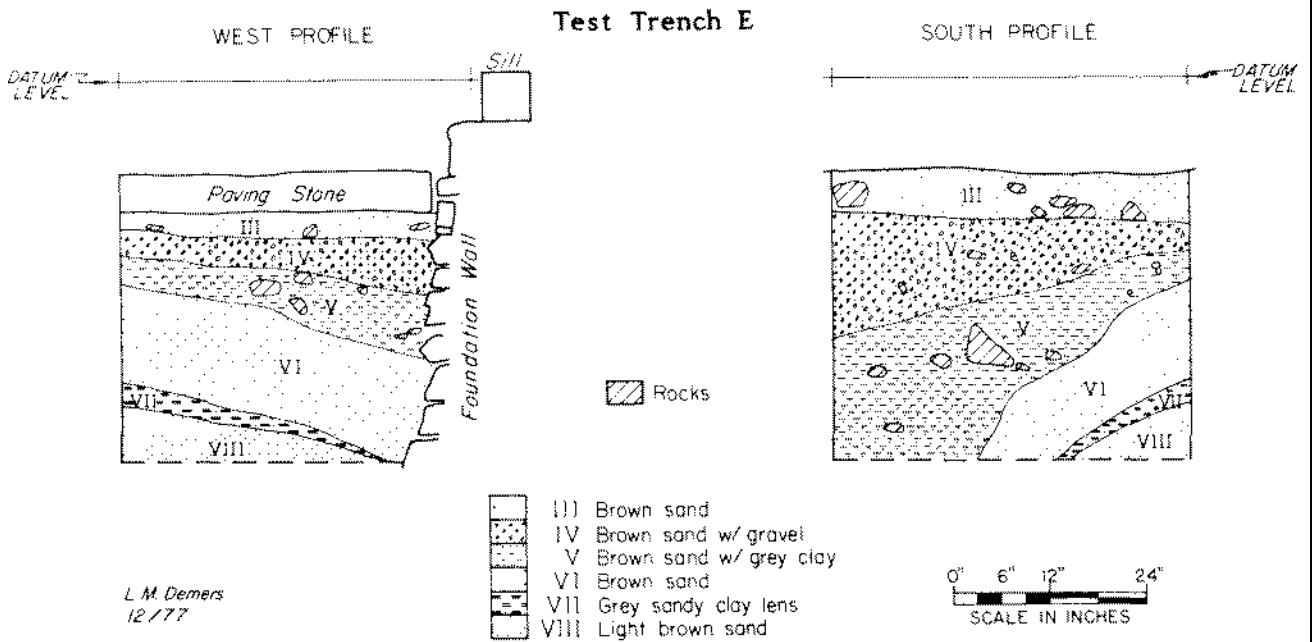 Test Trench E
WEST PROFILE
SOUTH PROFILE
Sill
DATUM
LEVEL
DATUM
LEVEL
Paving Stone
III
IV
V
VI
VII
VIII
Foundation Wall
III
IV
V
VI
VII
VIII
Rocks
III Brown sand
IV Brown sand w/ gravel
V Brown sand w/ grey clay
VI Brown sand
VII Grey sandy clay lens
VIII Light brown sand
L. M. Demers
12/77
0" 6" 12" 24"
SCALE IN INCHES